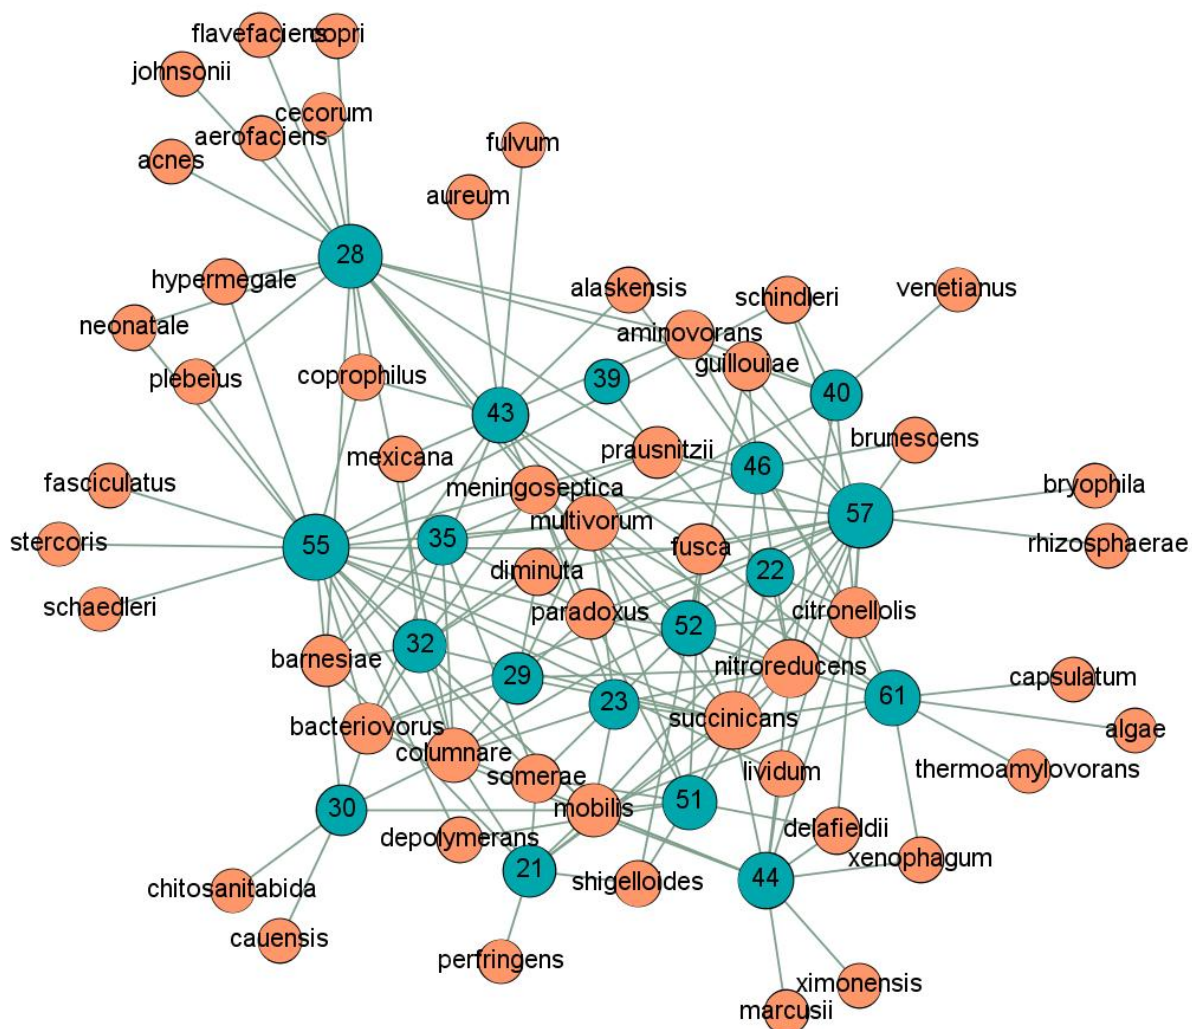 flavefaciens
copri
johnsonii
cecorum
aerofaciens
acnes
fulvum
aureum
28
hypermegale
alaskensis
schindleri
venetianus
neonatale
aminovorans
plebeius
coprophilus
guillouiae
39
40
43
brunescens
mexicana
prausnitzii
46
fasciculatus
meningoseptica
bryophila
57
multivorum
stercoris
55
35
fusca
rhizosphaerae
diminuta
22
schaedleri
paradoxus
citronellolis
52
32
barnesiae
nitroreducens
29
capsulatum
61
23
succinicans
bacteriovorus
algae
columnare
somerae
lividum
thermoamylovorans
30
mobilis
51
depolymerans
delafieldii
xenophagum
21
44
shigelloides
chitosanitabida
cauensis
perfringens
ximonensis
marcusii